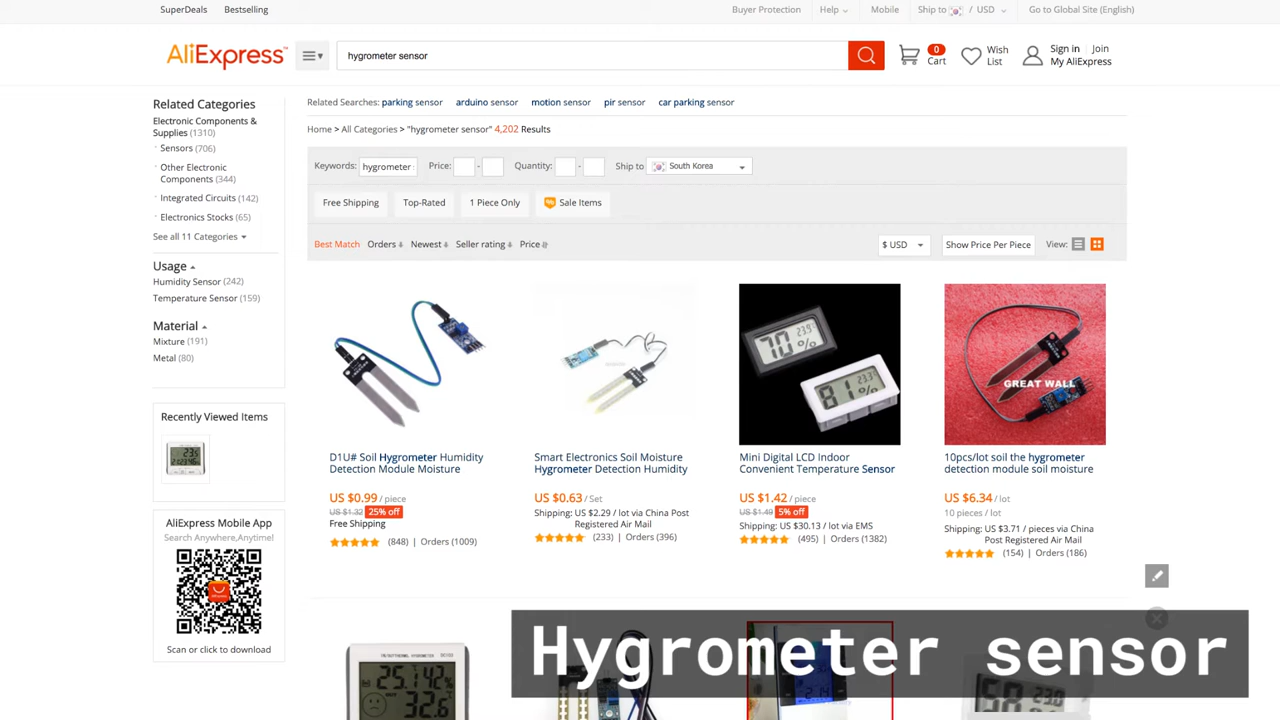 SuperDeals Bestselling Buyer Protection Help Mobile Ship to / USD Go to Global Site (English)
AliExpress hygrometer sensor 0 Cart Wish List Sign in Join My AliExpress
Related Categories
Electronic Components &
Supplies (1310)
Sensors (706)
Other Electronic
Components (344)
Integrated Circuits (142)
Electronics Stocks (65)
See all 11 Categories
Usage
Humidity Sensor (242)
Temperature Sensor (159)
Material
Mixture (191)
Metal (80)
Recently Viewed Items
AliExpress Mobile App
Search Anywhere,Anytime!
Scan or click to download
Related Searches: parking sensor arduino sensor motion sensor pir sensor car parking sensor
Home > All Categories > "hygrometer sensor" 4,202 Results
Keywords: hygrometer Price: - Quantity: - Ship to South Korea
Free Shipping Top-Rated 1 Piece Only Sale Items
Best Match Orders Newest Seller rating Price $ USD Show Price Per Piece View:
D1U# Soil Hygrometer Humidity
Detection Module Moisture
US $0.99 / piece
US $1.32 25% off
Free Shipping
(848) | Orders (1009)
Smart Electronics Soil Moisture
Hygrometer Detection Humidity
US $0.63 / Set
Shipping: US $2.29 / lot via China Post
Registered Air Mail
(233) | Orders (396)
70 % 23.9
81 % 23.3
Mini Digital LCD Indoor
Convenient Temperature Sensor
US $1.42 / piece
US $1.49 5% off
Shipping: US $30.13 / lot via EMS
(495) | Orders (1382)
GREAT WALL
10pcs/lot soil the hygrometer
detection module soil moisture
US $6.34 / lot
10 pieces / lot
Shipping: US $3.71 / pieces via China
Post Registered Air Mail
(154) | Orders (186)
Hygrometer sensor